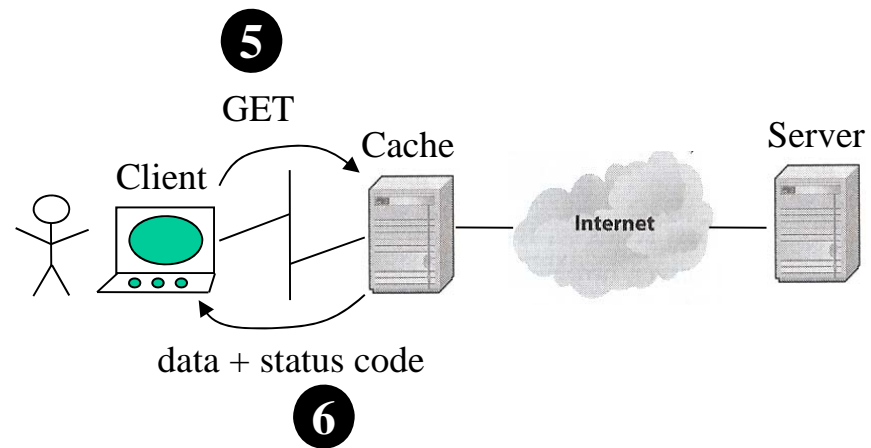 5
GET
Cache
Server
Client
Internet
data + status code
6